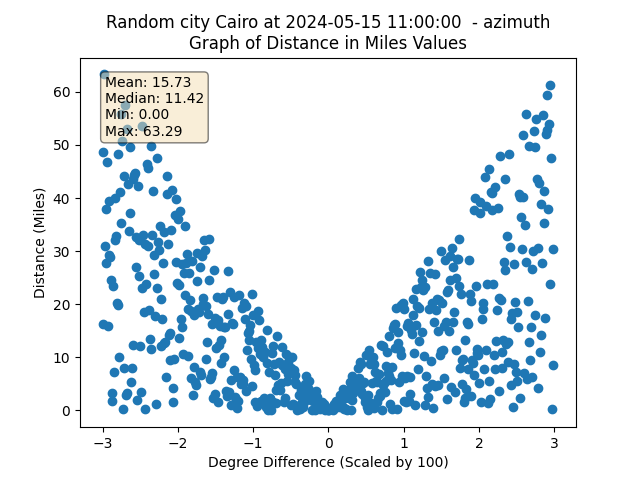 Random city Cairo at 2024-05-15 11:00:00  - azimuth
Graph of Distance in Miles Values
Mean: 15.73
Median: 11.42
Min: 0.00
Max: 63.29
Distance (Miles)
60
50
40
30
20
10
0
−3
−2
−1
0
1
2
3
Degree Difference (Scaled by 100)